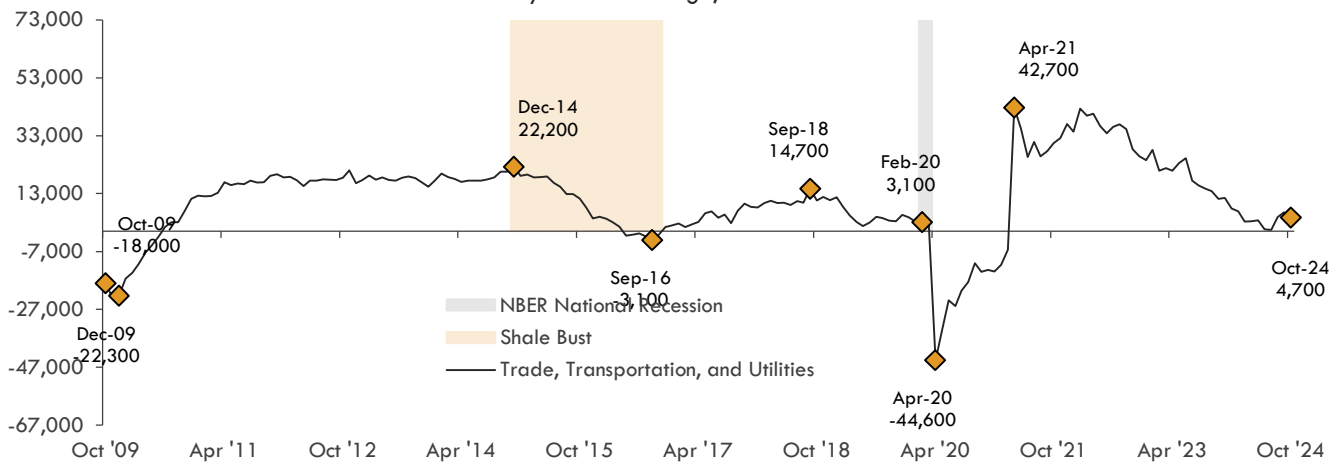 73,000
53,000
33,000
13,000
-7,000
-27,000
-47,000
-67,000
Oct-09
-18,000
Dec-09
-22,300
Dec-14
22,200
Sep-16
-3,100
Sep-18
14,700
Feb-20
3,100
Apr-20
-44,600
Apr-21
42,700
Oct-24
4,700
NBER National Recession
Shale Bust
Trade, Transportation, and Utilities
Oct '09 Apr '11 Oct '12 Apr '14 Oct '15 Apr '17 Oct '18 Apr '20 Oct '21 Apr '23 Oct '24